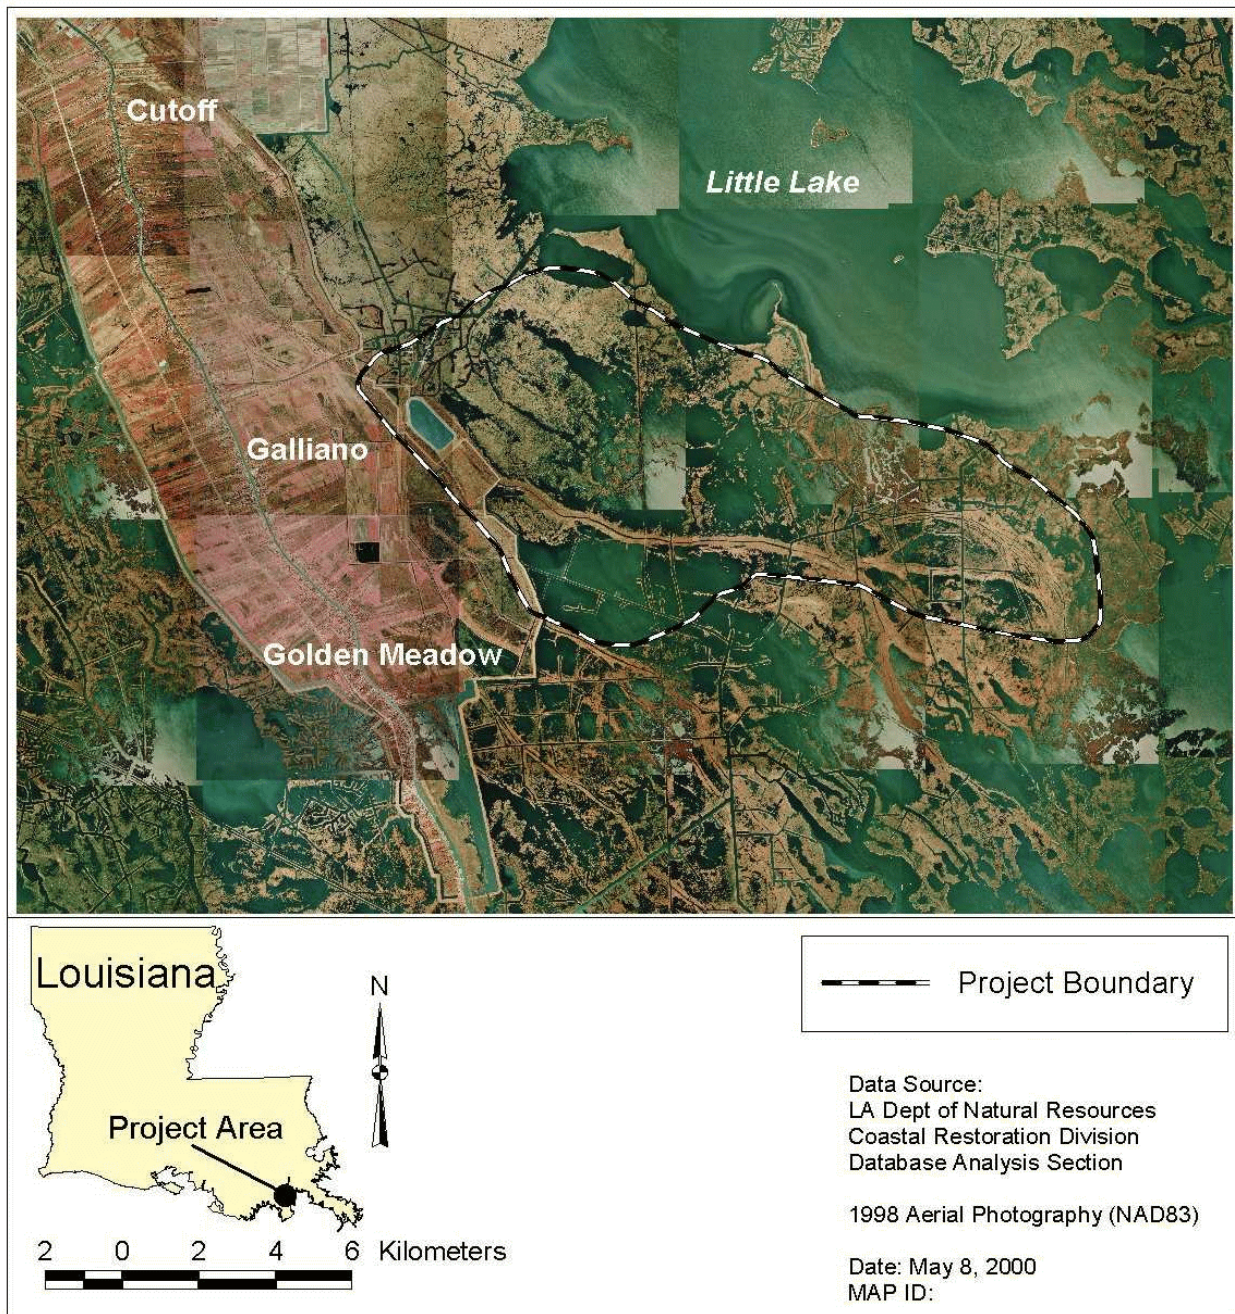 Cutoff
Little Lake
Galliano
Golden Meadow
Louisiana
N
Project Area
2 0 2 4 6 Kilometers
Project Boundary
Data Source:
LA Dept of Natural Resources
Coastal Restoration Division
Database Analysis Section
1998 Aerial Photography (NAD83)
Date: May 8, 2000
MAP ID: